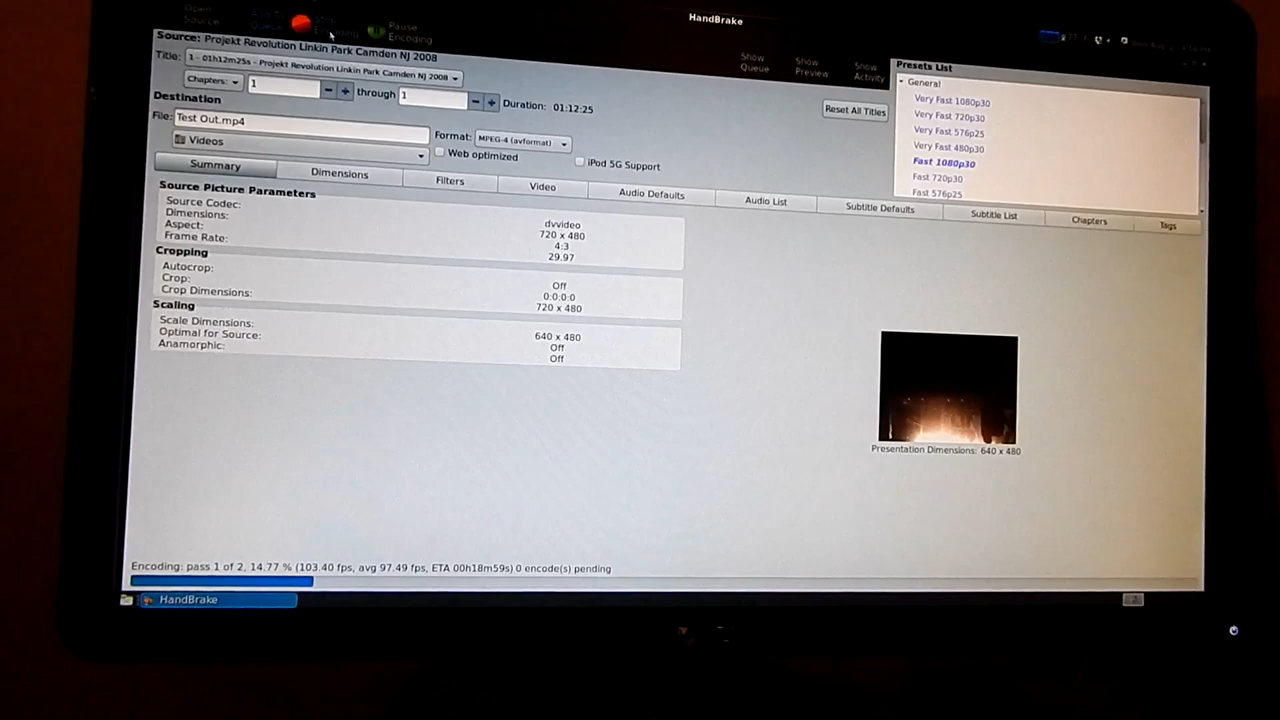 HandBrake
Open Source
Pause Encoding
Show Queue
Show Preview
Show Activity
Source: Projekt Revolution Linkin Park Camden NJ 2008
Title: 1 - 01h12m25s - Projekt Revolution Linkin Park Camden NJ 2008
Chapters: 1 through 1 Duration: 01:12:25
Reset All Titles
Destination
File: Test Out.mp4
Format: MPEG-4 (avformat)
Videos
Web optimized
iPod 5G Support
Presets List
General
Very Fast 1080p30
Very Fast 720p30
Very Fast 576p25
Very Fast 480p30
Fast 1080p30
Fast 720p30
Fast 576p25
Summary Dimensions Filters Video Audio Defaults Audio List Subtitle Defaults Subtitle List Chapters Tags
Source Picture Parameters
Source Codec: dvvideo
Dimensions: 720 x 480
Aspect: 4:3
Frame Rate: 29.97
Cropping
Autocrop: Off
Crop: 0:0:0:0
Crop Dimensions: 720 x 480
Scaling
Scale Dimensions: 640 x 480
Optimal for Source: Off
Anamorphic: Off
Presentation Dimensions: 640 x 480
Encoding: pass 1 of 2, 14.77 % (103.40 fps, avg 97.49 fps, ETA 00h18m59s) 0 encode(s) pending
HandBrake